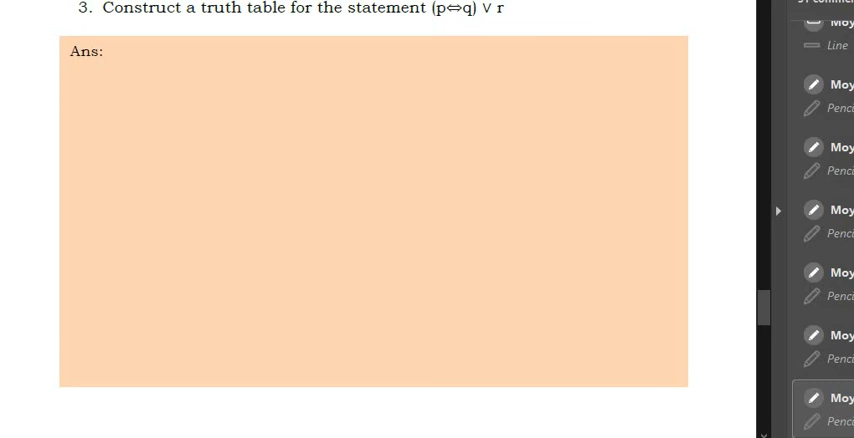 3. Construct a truth table for the statement (p⇔q) ∨ r
Ans:
Moy
Line
Moy
Penci
Moy
Penci
Moy
Penci
Moy
Penci
Moy
Penci
Moy
Penci